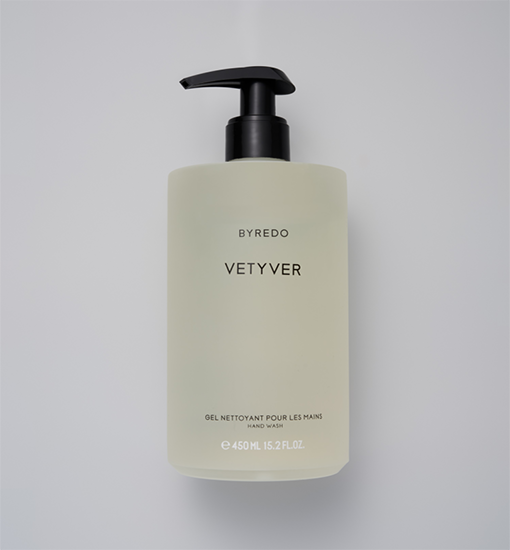 BYREDO
VETYVER
GEL NETTOYANT POUR LES MAINS
HAND WASH
℮ 450 ML 15.2 FL.OZ.